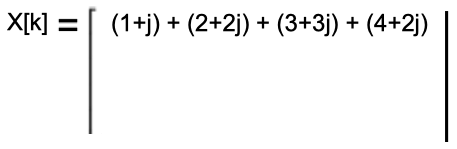 X[k] = [ (1+j) + (2+2j) + (3+3j) + (4+2j) |